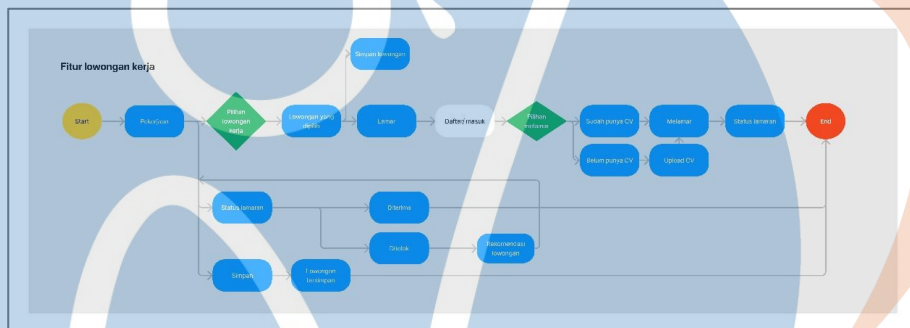 Fitur lowongan kerja
Simpan lowongan
Start
Pekerjaan
Pilihan
lowongan
kerja
Lowongan yang
dipilih
Lamar
Daftar/masuk
Pilihan
Sudah punya CV
Melamar
Status lamaran
End
Belum punya CV
Upload CV
Status lamaran
Diterima
Ditolak
Rekomendasi
lowongan
Simpan
Lowongan
tersimpan